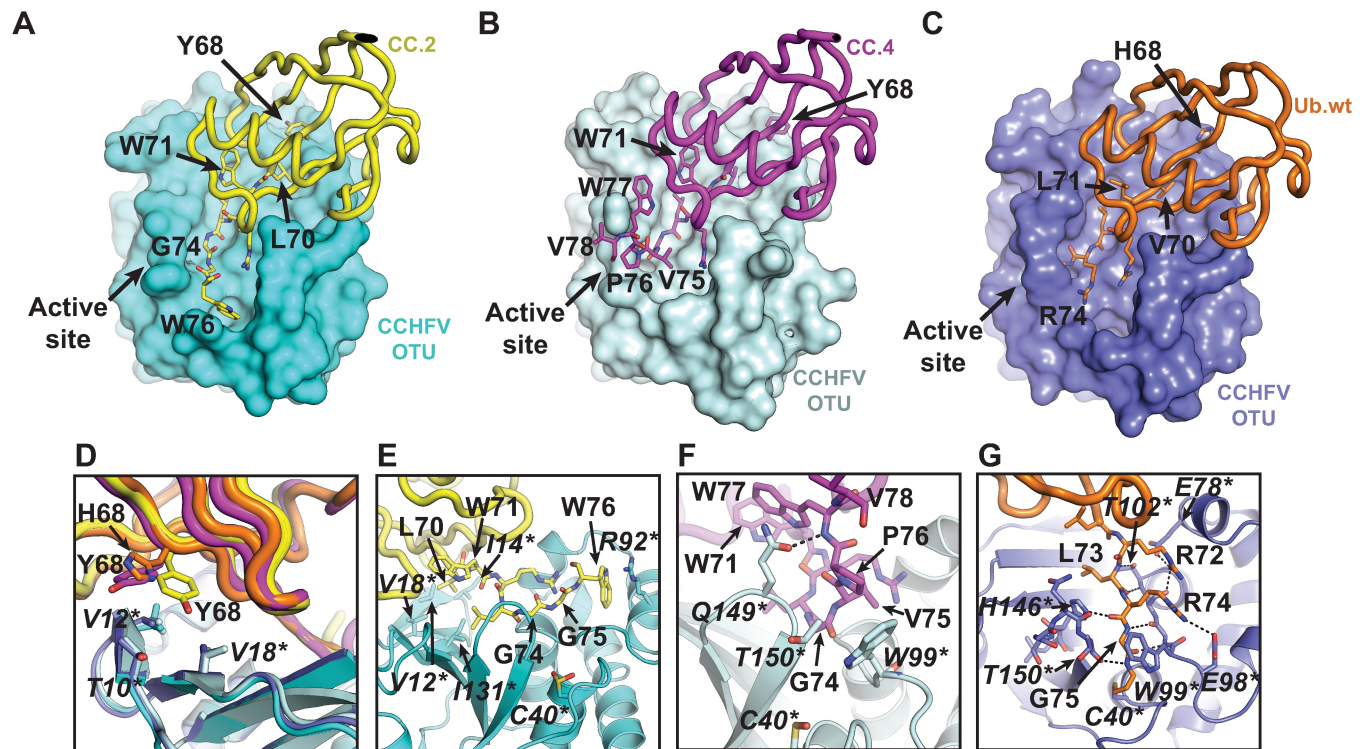 A
Y68
CC.2
W71
G74
L70
Active
site
W76
CCHFV
OTU
B
CC.4
Y68
W71
W77
V78
P76
V75
Active
site
CCHFV
OTU
C
H68
Ub.wt
L71
V70
R74
Active
site
CCHFV
OTU
D
H68
Y68
Y68
V12*
V18*
T10*
E
W71
W76
L70
I14*
R92*
V18*
G75
G74
V12*
I131*
C40*
F
W77
V78
P76
W71
V75
Q149*
T150*
W99*
G74
C40*
G
E78*
T102*
L73
R72
R74
H146*
T150*
G75
W99*
E98*
C40*